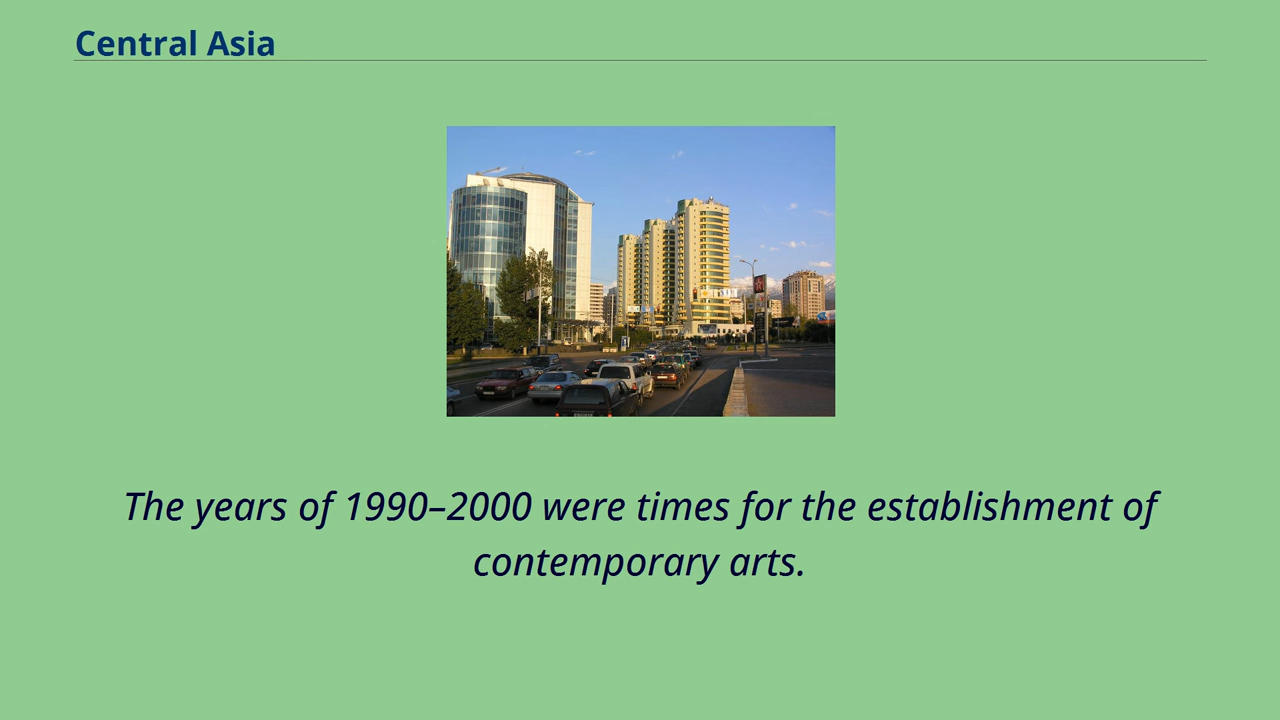 Central Asia
The years of 1990–2000 were times for the establishment of
contemporary arts.